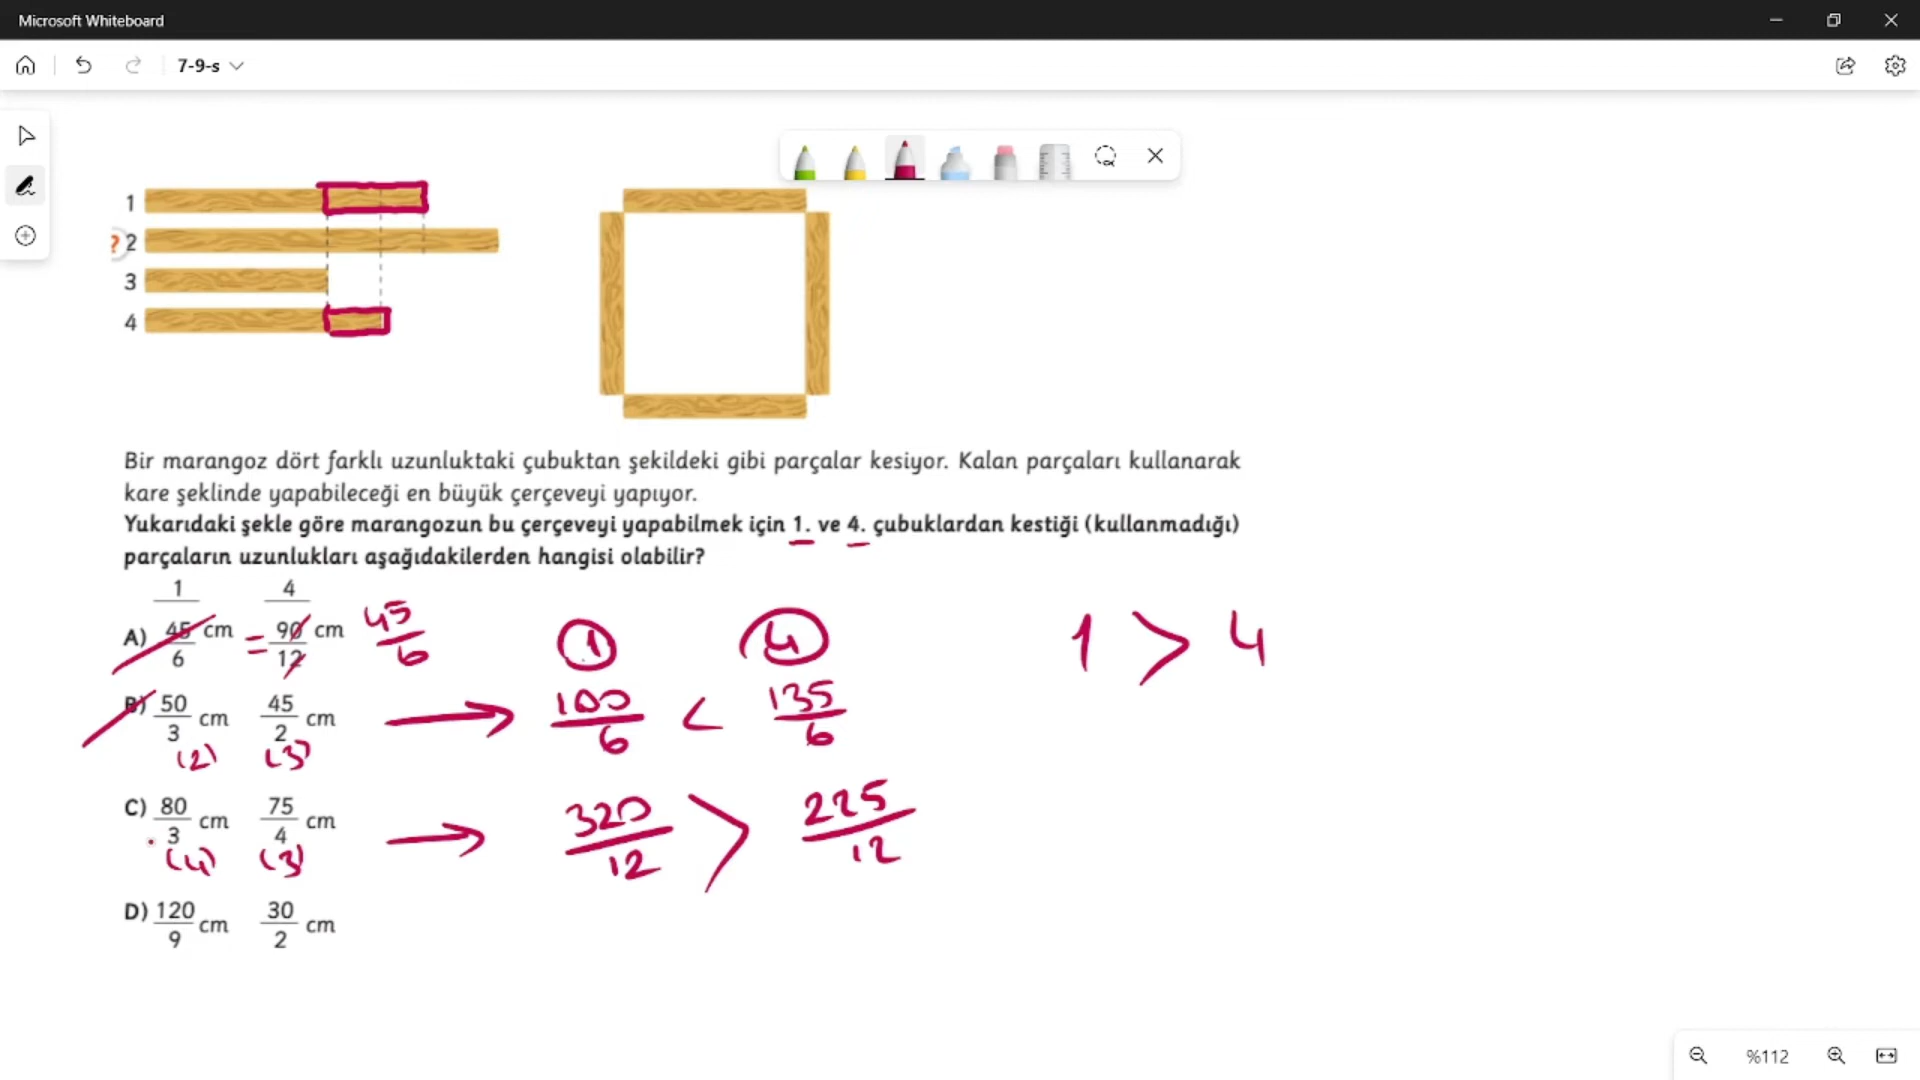 Microsoft Whiteboard
7-9-s
1
? 2
3
4
Bir marangoz dört farklı uzunluktaki çubuktan şekildeki gibi parçalar kesiyor. Kalan parçaları kullanarak
kare şeklinde yapabileceği en büyük çerçeveyi yapıyor.
Yukarıdaki şekle göre marangozun bu çerçeveyi yapabilmek için 1. ve 4. çubuklardan kestiği (kullanmadığı)
parçaların uzunlukları aşağıdakilerden hangisi olabilir?
1 4
A) 45/6 cm = 90/12 cm 45/6
1 4
1 > 4
B) 50/3 cm 45/2 cm → 100/6 < 135/6
(2) (3)
C) 80/3 cm 75/4 cm → 320/12 > 225/12
(4) (3)
D) 120/9 cm 30/2 cm
%112